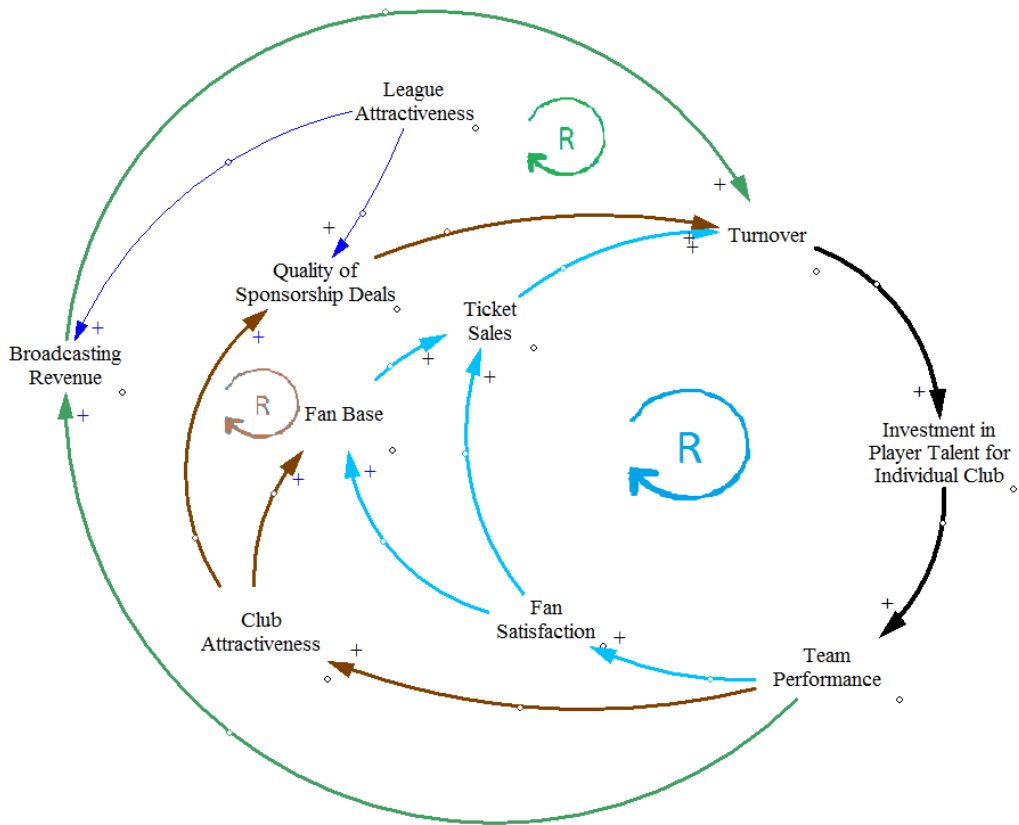 League
Attractiveness
R
+
+
Turnover
+
+
+
Quality of
Sponsorship Deals
Ticket
Sales
+
+
Broadcasting
Revenue
+
+
+
+
R
Fan Base
R
Investment in
Player Talent for
Individual Club
+
+
+
Club
Attractiveness
Fan
Satisfaction
+
+
Team
Performance